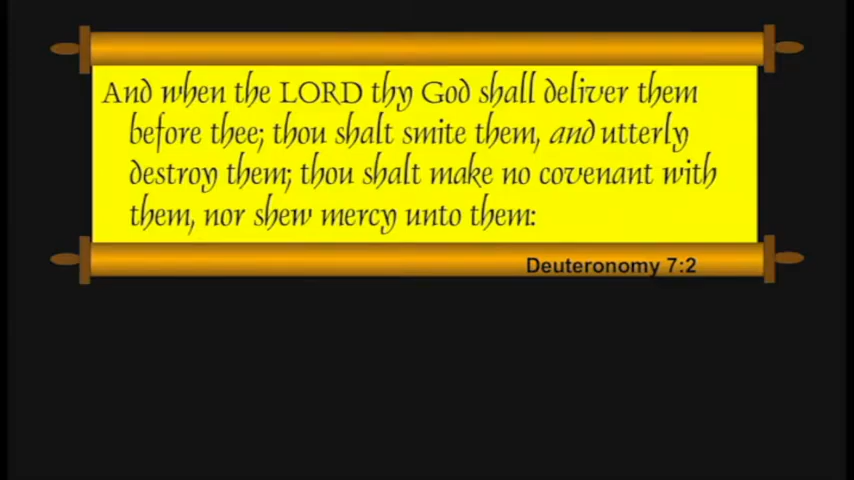 And when the LORD thy God shall deliver them
before thee; thou shalt smite them, and utterly
destroy them; thou shalt make no covenant with
them, nor shew mercy unto them:
Deuteronomy 7:2